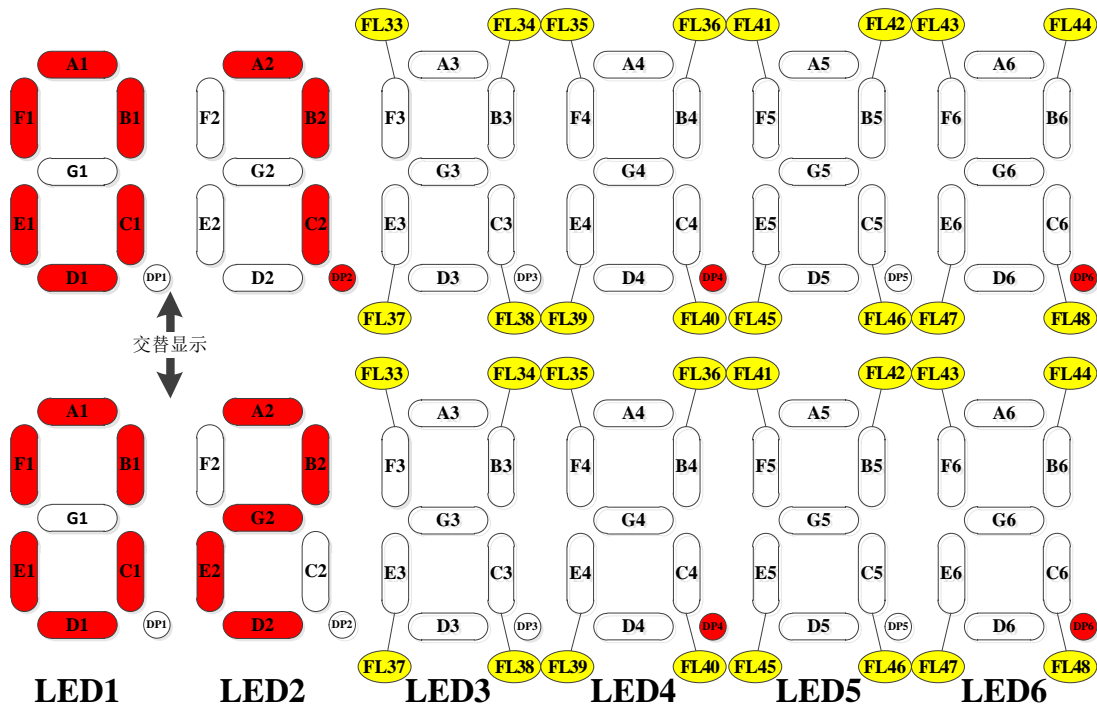 FL33 FL34 FL35 FL36 FL41 FL42 FL43 FL44
A1 A2 A3 A4 A5 A6
F1 B1 F2 B2 F3 B3 F4 B4 F5 B5 F6 B6
G1 G2 G3 G4 G5 G6
E1 C1 E2 C2 E3 C3 E4 C4 E5 C5 E6 C6
D1 DP1 D2 DP2 D3 DP3 D4 DP4 D5 DP5 D6 DP6
FL37 FL38 FL39 FL40 FL45 FL46 FL47 FL48
交替显示
FL33 FL34 FL35 FL36 FL41 FL42 FL43 FL44
A1 A2 A3 A4 A5 A6
F1 B1 F2 B2 F3 B3 F4 B4 F5 B5 F6 B6
G1 G2 G3 G4 G5 G6
E1 C1 E2 C2 E3 C3 E4 C4 E5 C5 E6 C6
D1 DP1 D2 DP2 D3 DP3 D4 DP4 D5 DP5 D6 DP6
FL37 FL38 FL39 FL40 FL45 FL46 FL47 FL48
LED1 LED2 LED3 LED4 LED5 LED6